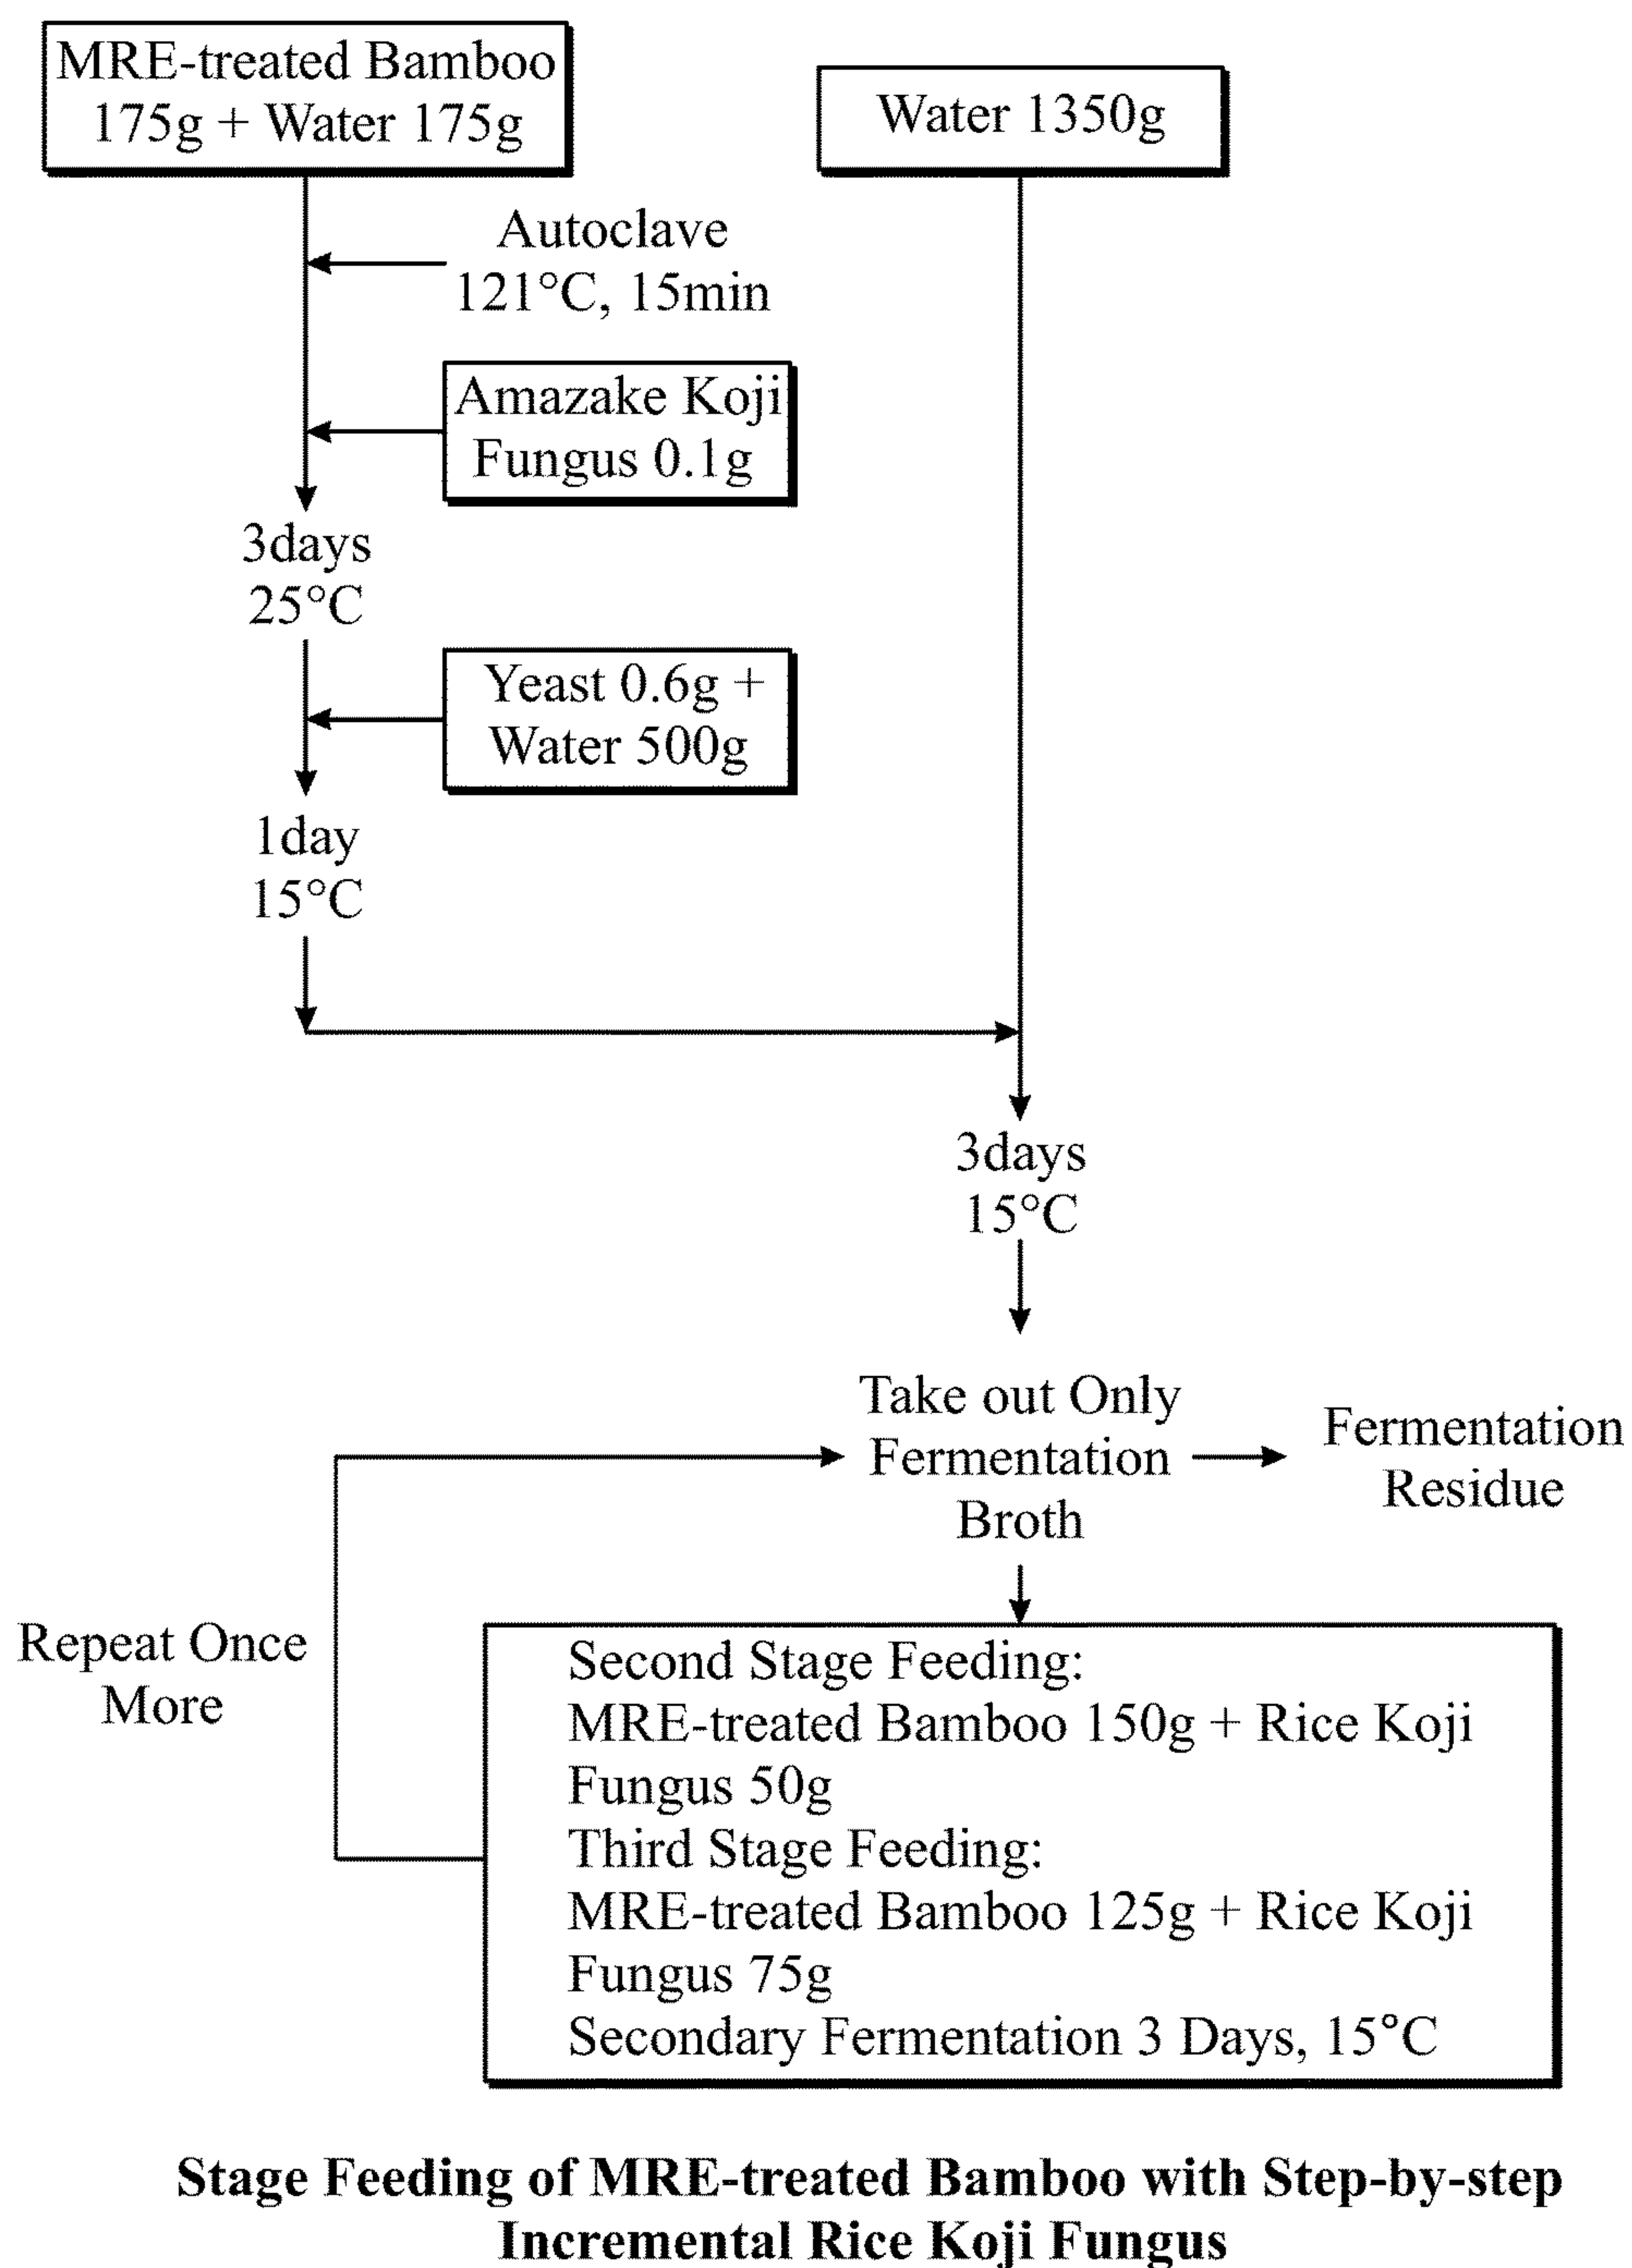 MRE-treated Bamboo
175g + Water 175g
Water 1350g
Autoclave
121°C, 15min
Amazake Koji
Fungus 0.1g
3days
25°C
Yeast 0.6g +
Water 500g
1day
15°C
3days
15°C
Take out Only
Fermentation
Broth
Fermentation
Residue
Repeat Once
More
Second Stage Feeding:
MRE-treated Bamboo 150g + Rice Koji
Fungus 50g
Third Stage Feeding:
MRE-treated Bamboo 125g + Rice Koji
Fungus 75g
Secondary Fermentation 3 Days, 15°C
Stage Feeding of MRE-treated Bamboo with Step-by-step
Incremental Rice Koji Fungus